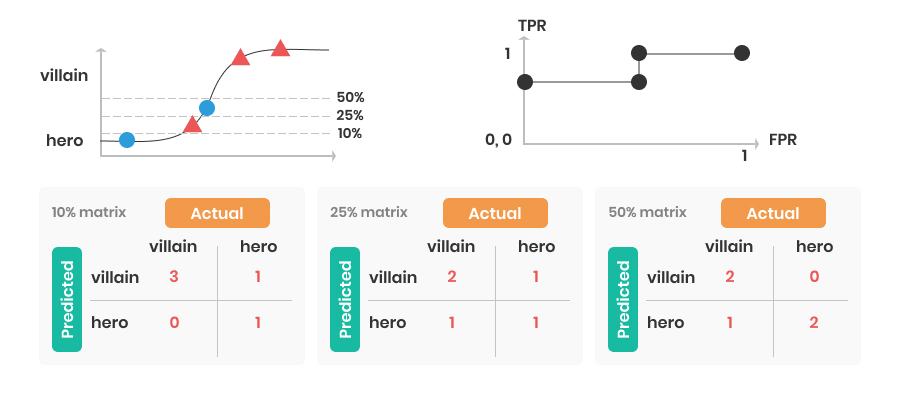 villain
hero
50%
25%
10%
TPR
1
0, 0
FPR
1
10% matrix
Actual
villain hero
Predicted
villain 3 1
hero 0 1
25% matrix
Actual
villain hero
Predicted
villain 2 1
hero 1 1
50% matrix
Actual
villain hero
Predicted
villain 2 0
hero 1 2